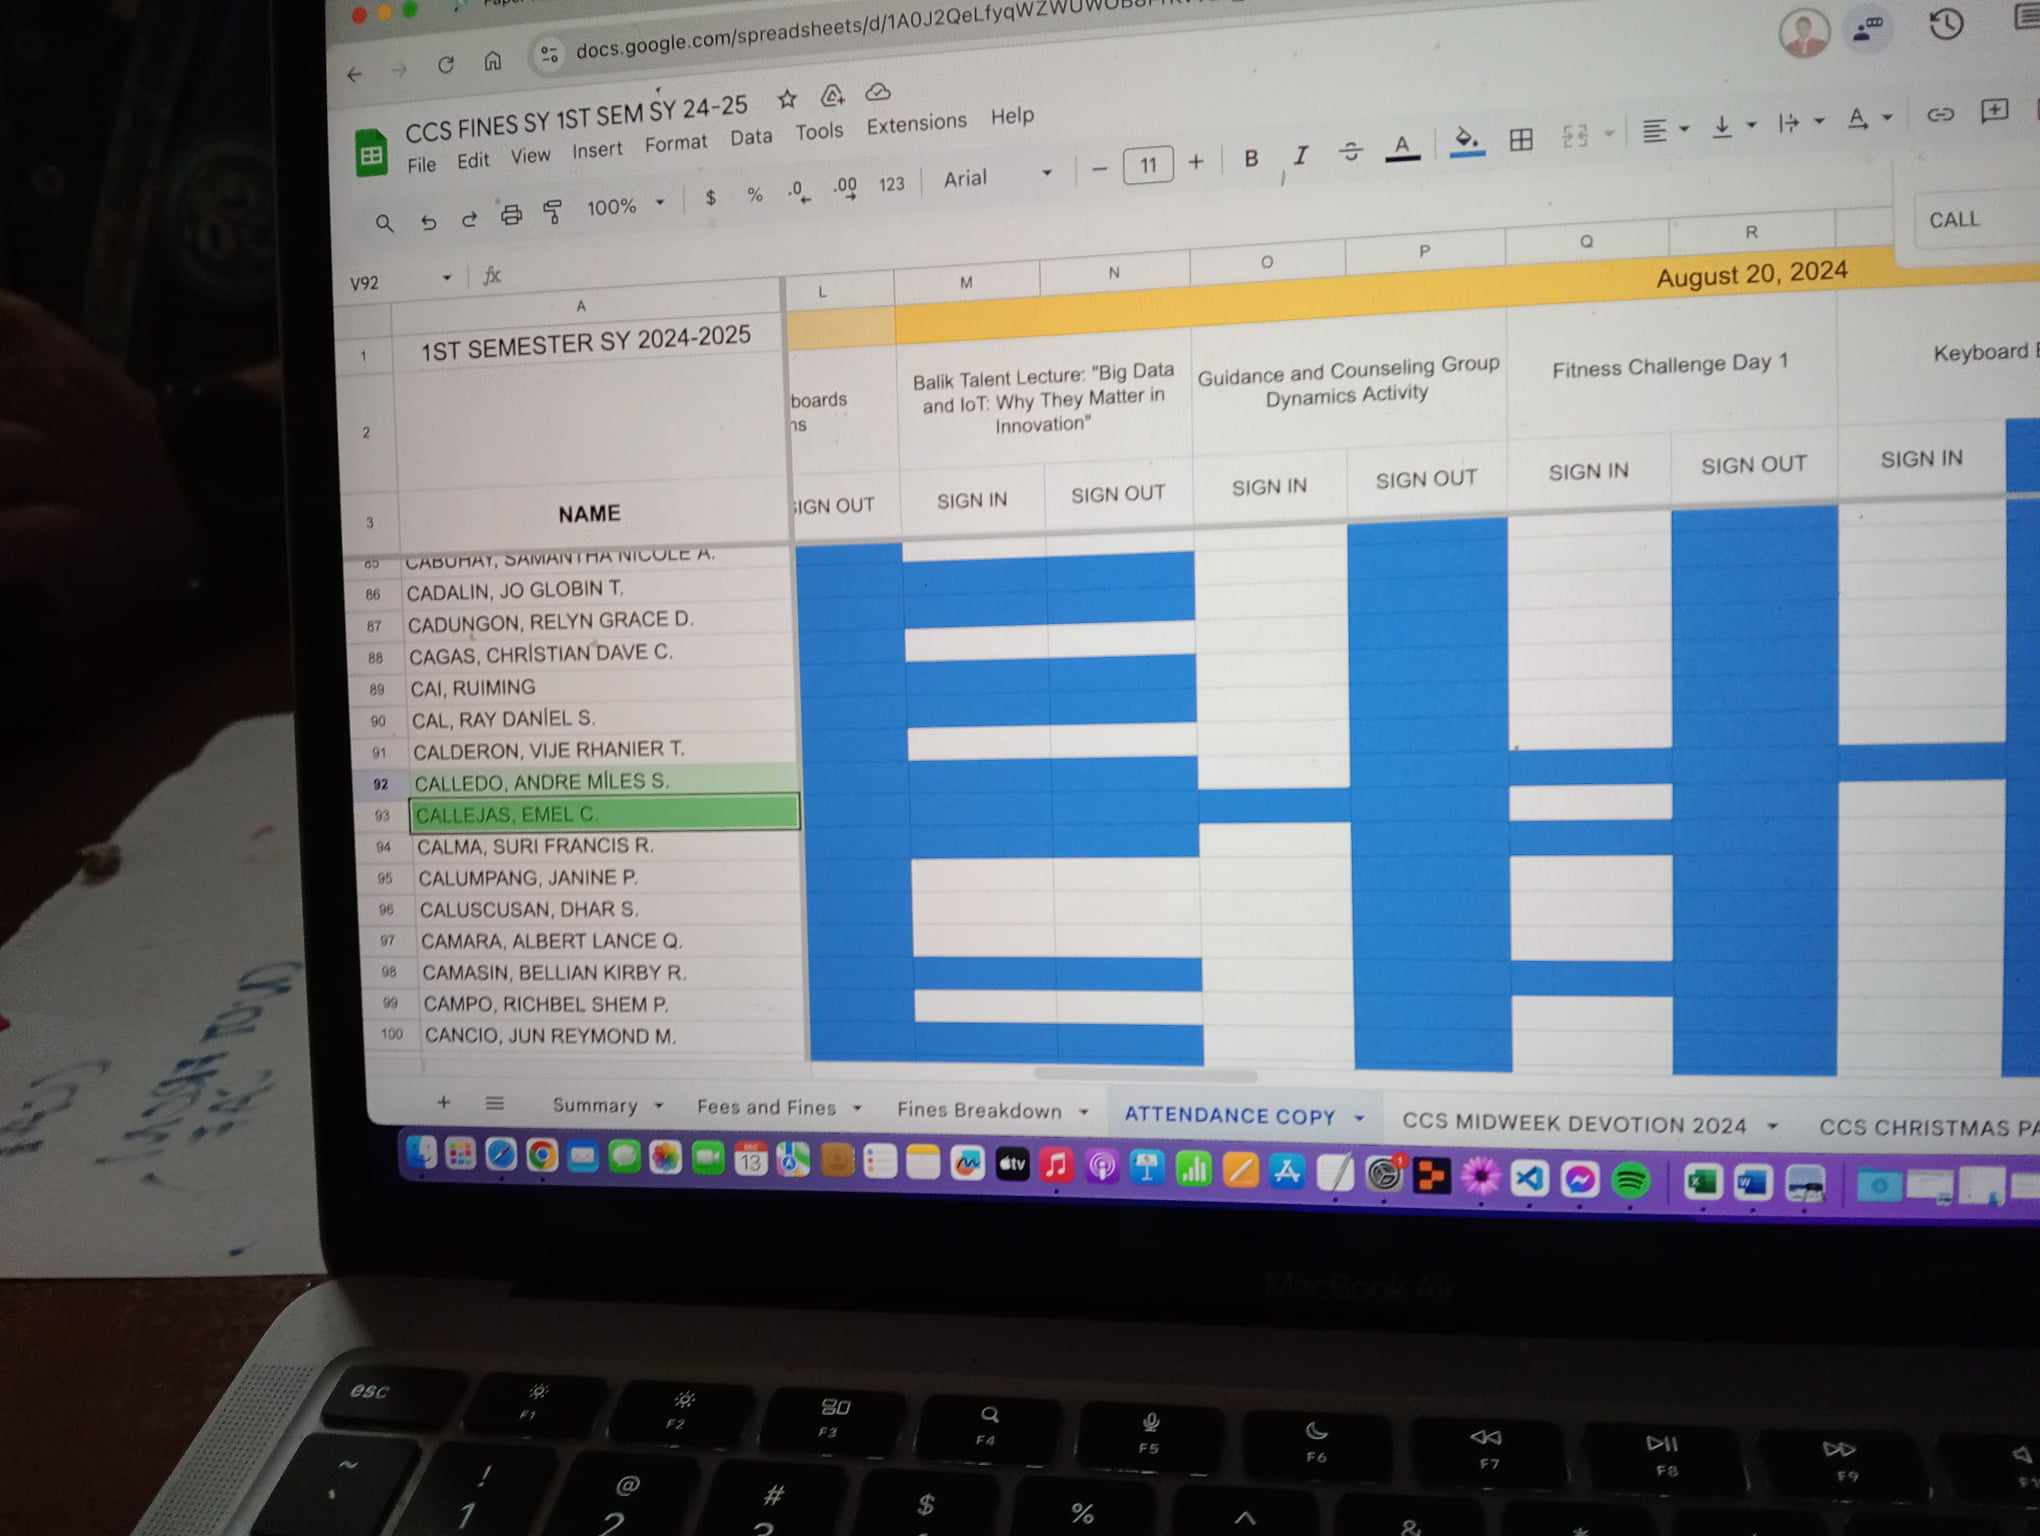 docs.google.com/spreadsheets/d/1A0J2QeLfyqWZWUW
CCS FINES SY 1ST SEM SY 24-25
File Edit View Insert Format Data Tools Extensions Help
100% $ % .0 .00 123 Arial 11 B I A
CALL
V92 fx
A L M N O P Q R
August 20, 2024
1 1ST SEMESTER SY 2024-2025
2
boards
Balik Talent Lecture: "Big Data
and IoT: Why They Matter in
Innovation"
Guidance and Counseling Group
Dynamics Activity
Fitness Challenge Day 1
Keyboard
3 NAME SIGN OUT SIGN IN SIGN OUT SIGN IN SIGN OUT SIGN IN SIGN OUT SIGN IN
85 CABUHAY, SAMANTHA NICOLE A.
86 CADALIN, JO GLOBIN T.
87 CADUNGON, RELYN GRACE D.
88 CAGAS, CHRISTIAN DAVE C.
89 CAI, RUIMING
90 CAL, RAY DANIEL S.
91 CALDERON, VIJE RHANIER T.
92 CALLEDO, ANDRE MILES S.
93 CALLEJAS, EMEL C.
94 CALMA, SURI FRANCIS R.
95 CALUMPANG, JANINE P.
96 CALUSCUSAN, DHAR S.
97 CAMARA, ALBERT LANCE Q.
98 CAMASIN, BELLIAN KIRBY R.
99 CAMPO, RICHBEL SHEM P.
100 CANCIO, JUN REYMOND M.
+ Summary Fees and Fines Fines Breakdown ATTENDANCE COPY CCS MIDWEEK DEVOTION 2024 CCS CHRISTMAS PA
13 tv
MacBook Air
esc F1 F2 F3 F4 F5 F6 F7 F8 F9
~ ! @ # $ % ^ &
1 2